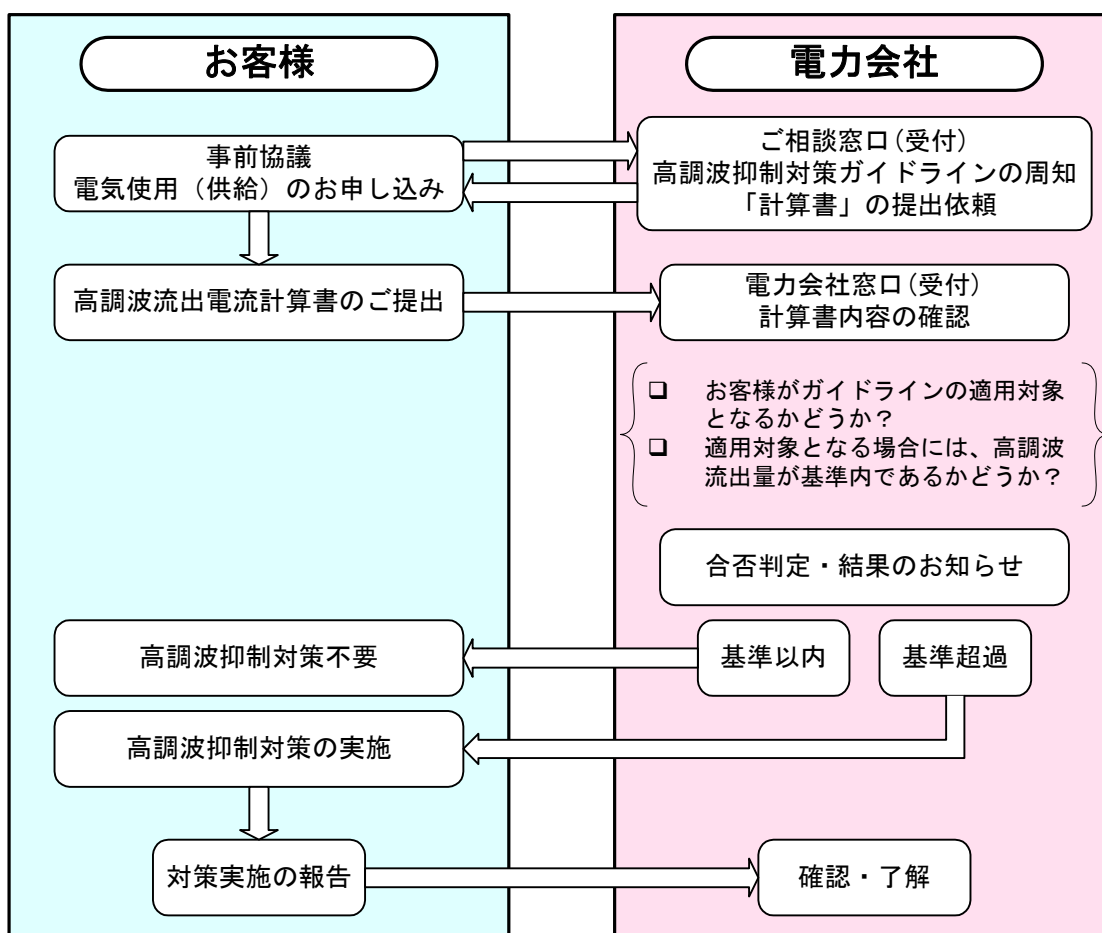 お客様
電力会社
事前協議
電気使用（供給）のお申し込み
ご相談窓口(受付)
高調波抑制対策ガイドラインの周知
「計算書」の提出依頼
高調波流出電流計算書のご提出
電力会社窓口(受付)
計算書内容の確認
❑ お客様がガイドラインの適用対象
となるかどうか？
❑ 適用対象となる場合には、高調波
流出量が基準内であるかどうか？
合否判定・結果のお知らせ
高調波抑制対策不要
基準以内
基準超過
高調波抑制対策の実施
対策実施の報告
確認・了解